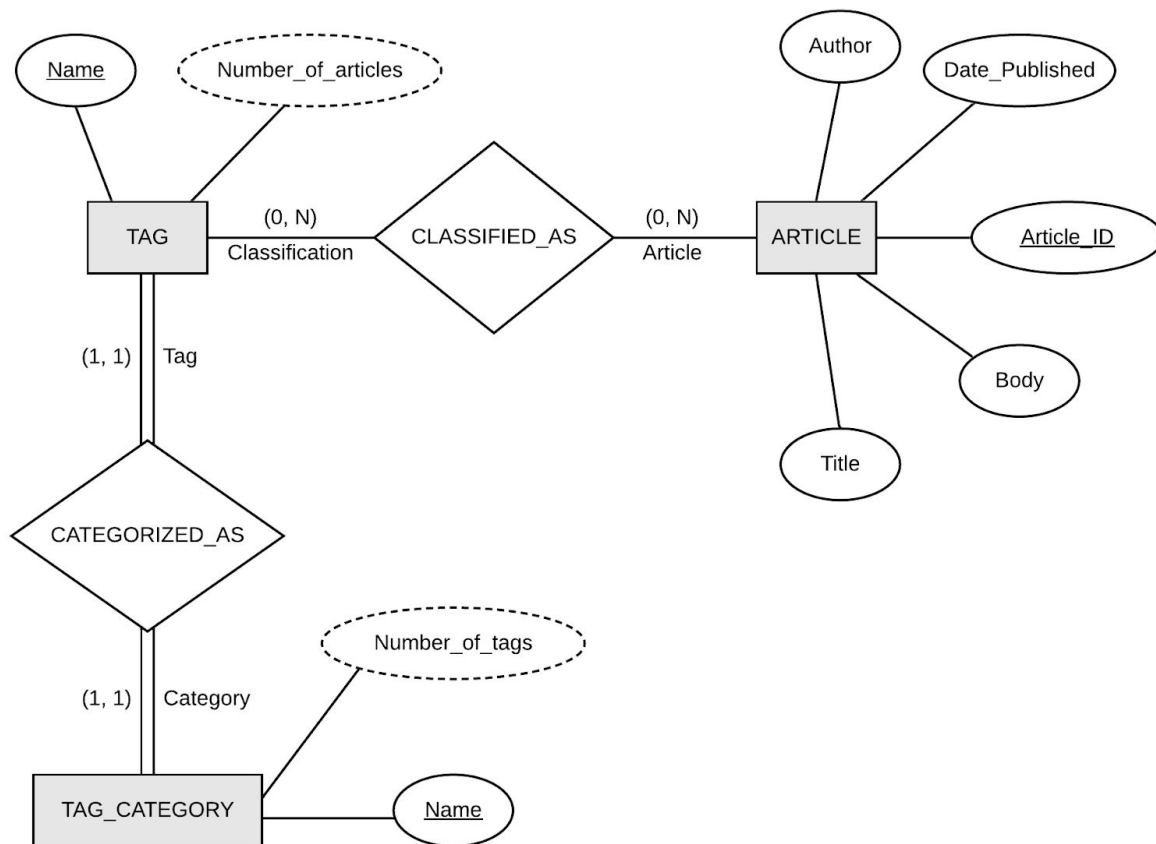 Name
Number_of_articles
Author
Date_Published
TAG
(0, N)
Classification
CLASSIFIED_AS
(0, N)
Article
ARTICLE
Article_ID
(1, 1)
Tag
Body
Title
CATEGORIZED_AS
Number_of_tags
(1, 1)
Category
TAG_CATEGORY
Name